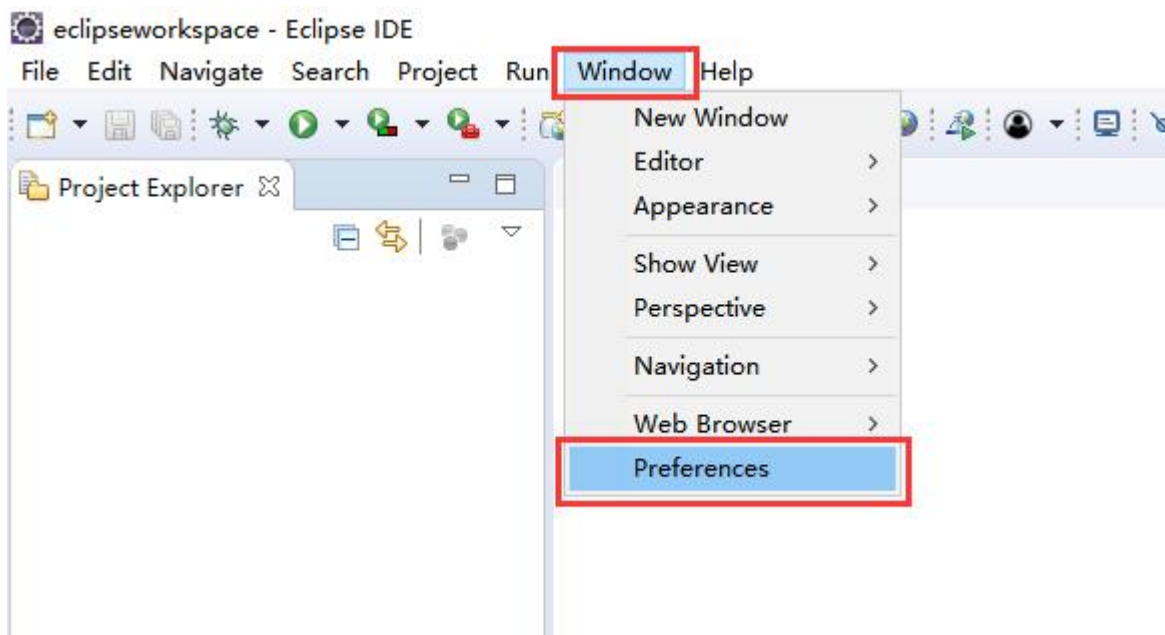 eclipseworkspace - Eclipse IDE
File Edit Navigate Search Project Run Window Help
New Window
Editor
Appearance
Show View
Perspective
Navigation
Web Browser
Preferences
Project Explorer